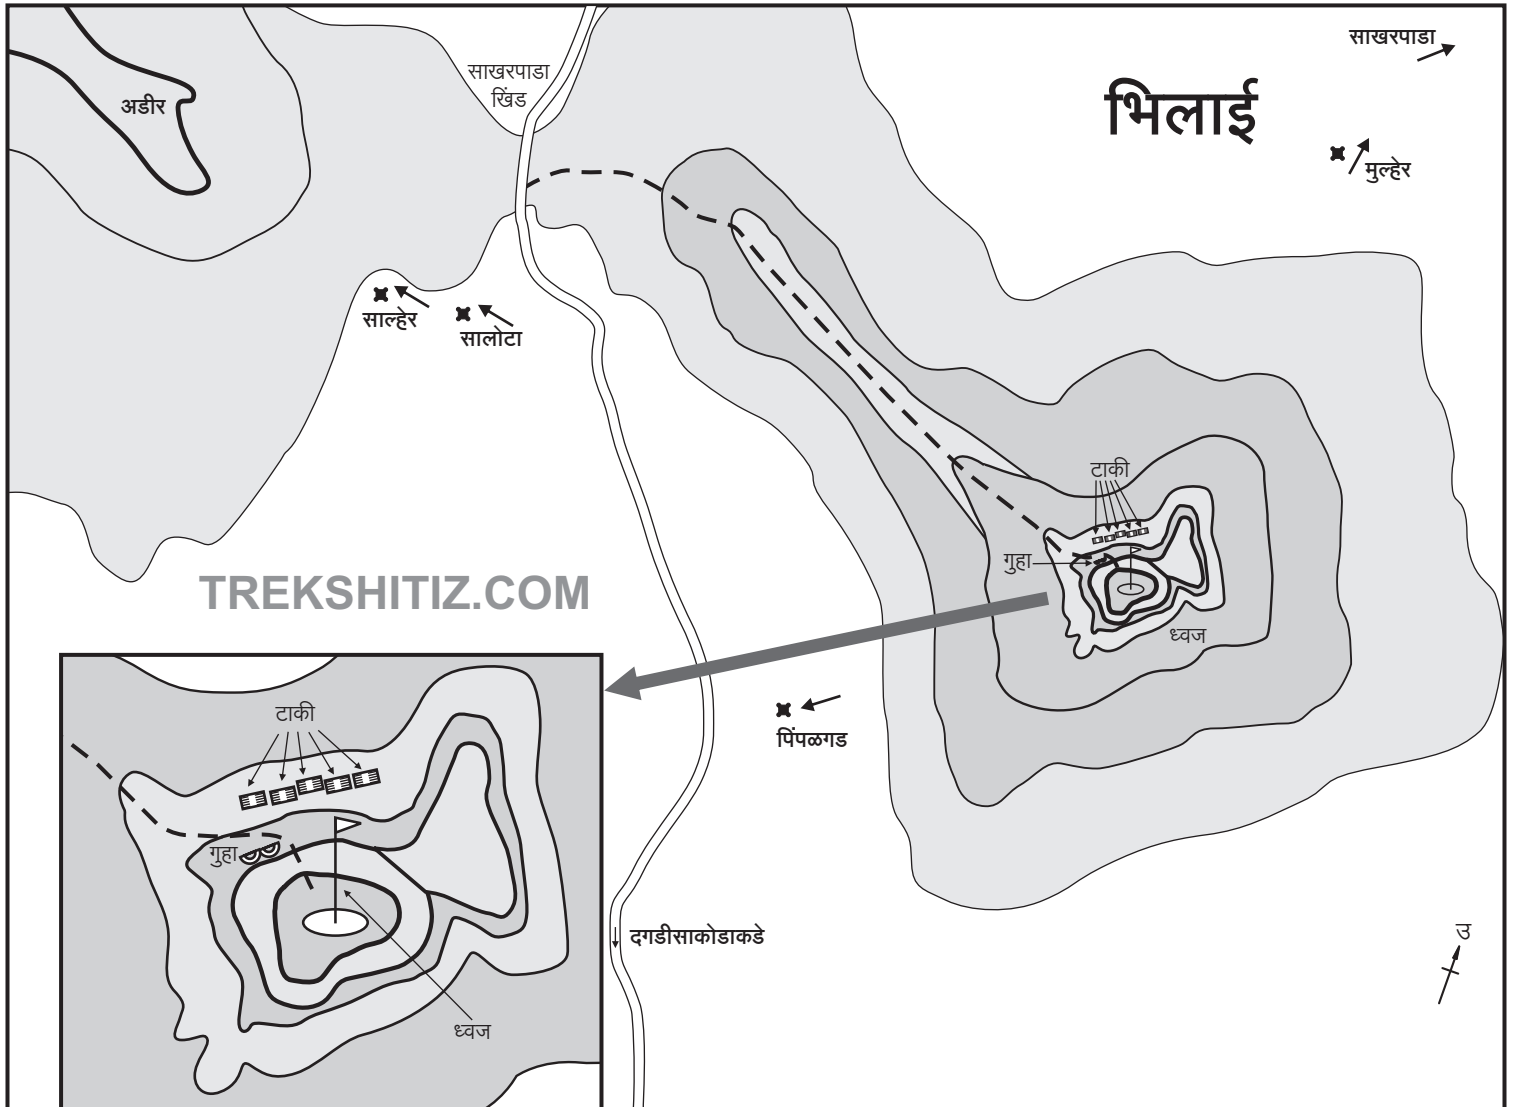 साखरपाडा
साखरपाडा
खिंड
अडीर
भिलाई
मुल्हेर
साल्हेर
सालोटा
टाकी
गुहा
TREKSHITIZ.COM
ध्वज
टाकी
पिंपळगड
गुहा
दगडीसाकोडाकडे
उ
ध्वज